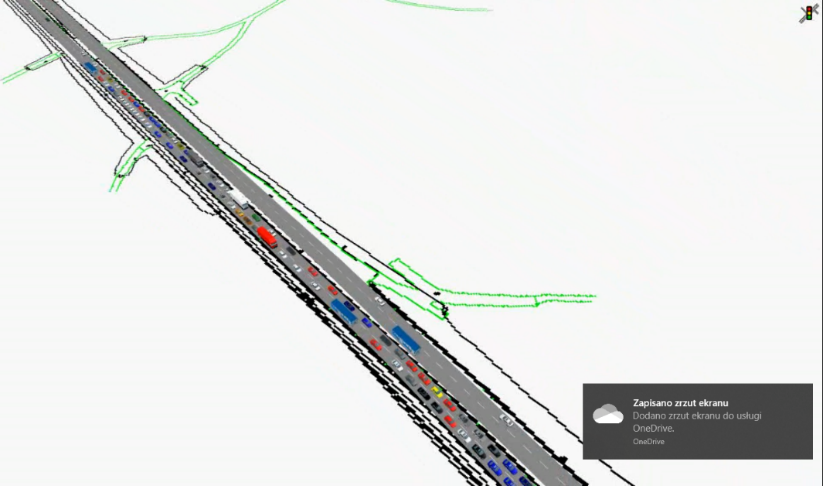 Zapisano zrzut ekranu
Dodano zrzut ekranu do usługi
OneDrive.
OneDrive